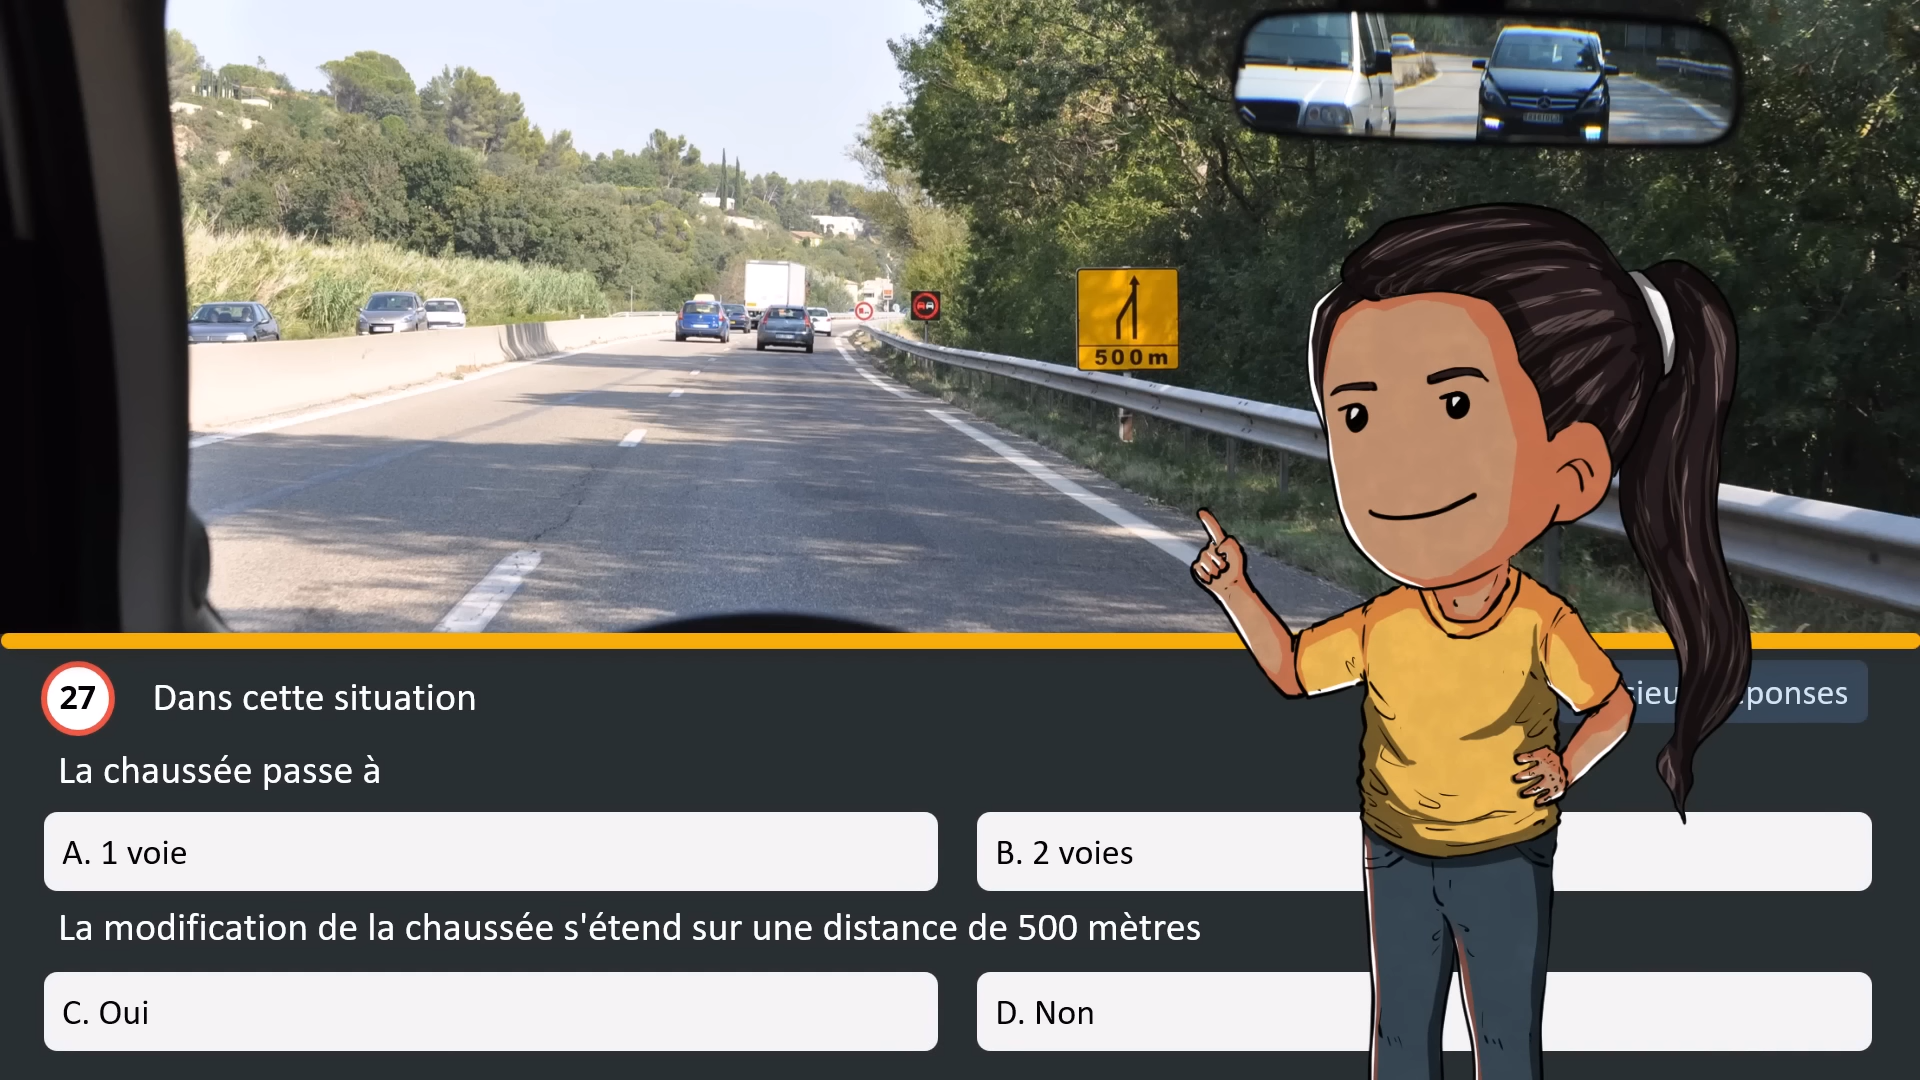 500m
27
Dans cette situation
La chaussée passe à
A. 1 voie
B. 2 voies
La modification de la chaussée s'étend sur une distance de 500 mètres
C. Oui
D. Non